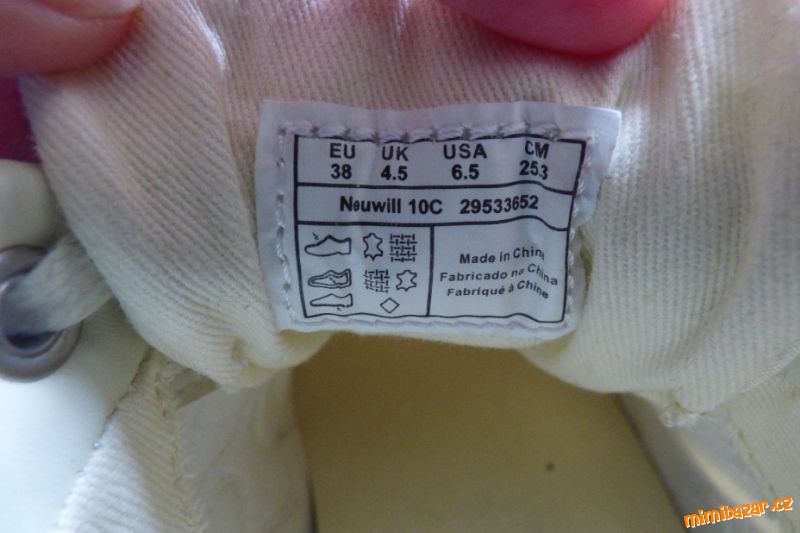 EU UK USA CM
38 4.5 6.5 25.3
Neuwill 10C 29533652
Made in China
Fabricado na China
Fabriqué à Chine
mimibazar.cz